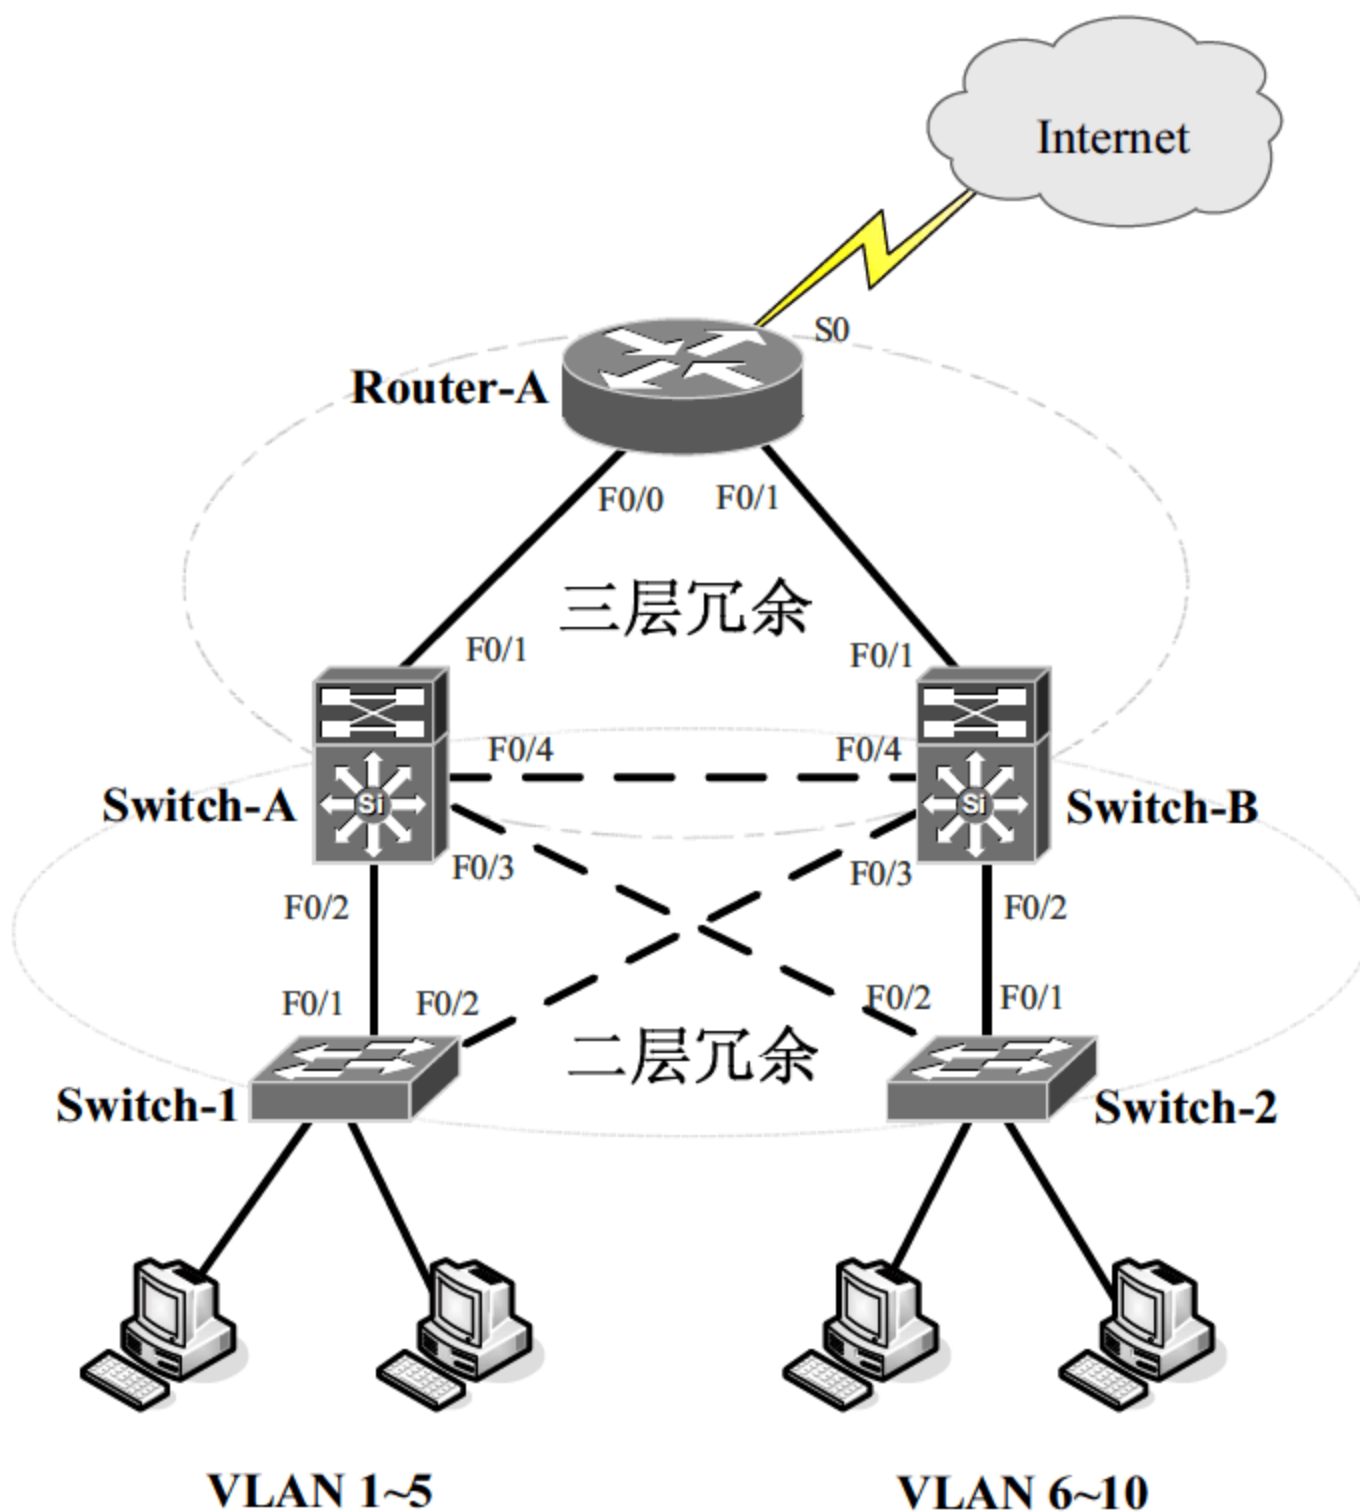 Internet
S0
Router-A
F0/0 F0/1
三层冗余
F0/1 F0/1
F0/4 F0/4
Si Si
Switch-A Switch-B
F0/3 F0/3
F0/2 F0/2
F0/1 F0/2 F0/2 F0/1
二层冗余
Switch-1 Switch-2
VLAN 1~5 VLAN 6~10